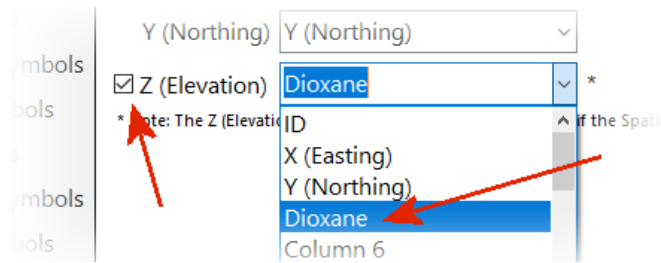 Y (Northing) Y (Northing)
ymbols
Z (Elevation) Dioxane *
bols
* Note: The Z (Elevatic if the Spati
ID
X (Easting)
s
Y (Northing)
ymbols
Dioxane
bols
Column 6